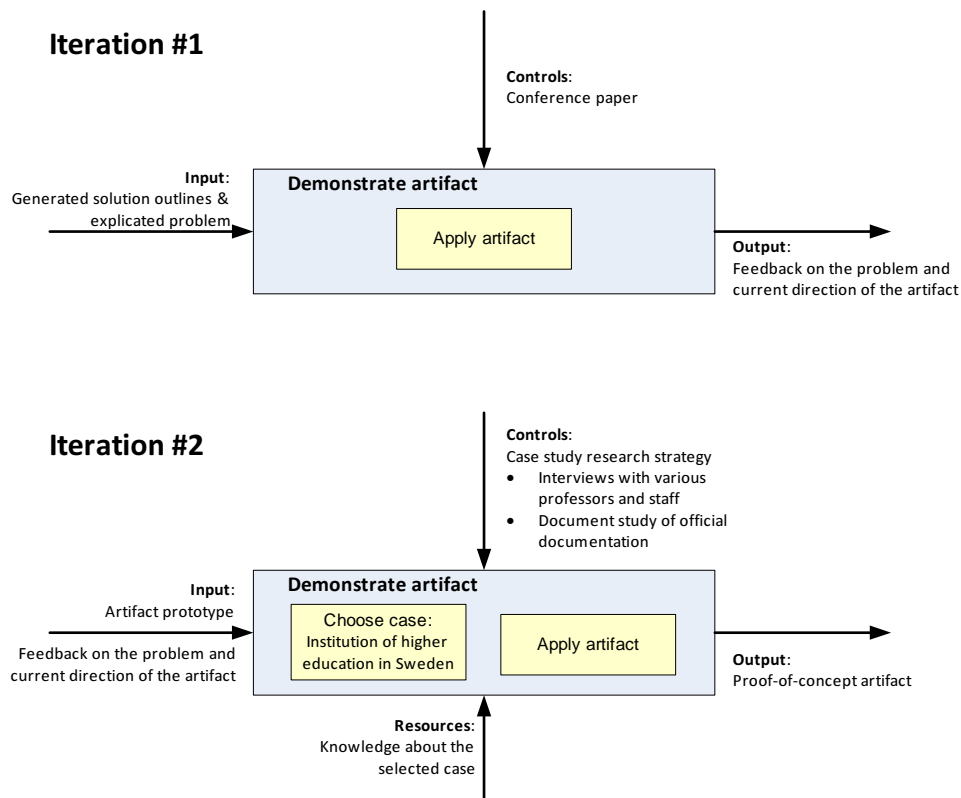 Iteration #1
Controls:
Conference paper
Input:
Generated solution outlines &
explicated problem
Demonstrate artifact
Apply artifact
Output:
Feedback on the problem and
current direction of the artifact
Iteration #2
Controls:
Case study research strategy
• Interviews with various
professors and staff
• Document study of official
documentation
Input:
Artifact prototype
Feedback on the problem and
current direction of the artifact
Demonstrate artifact
Choose case:
Institution of higher
education in Sweden
Apply artifact
Output:
Proof-of-concept artifact
Resources:
Knowledge about the
selected case